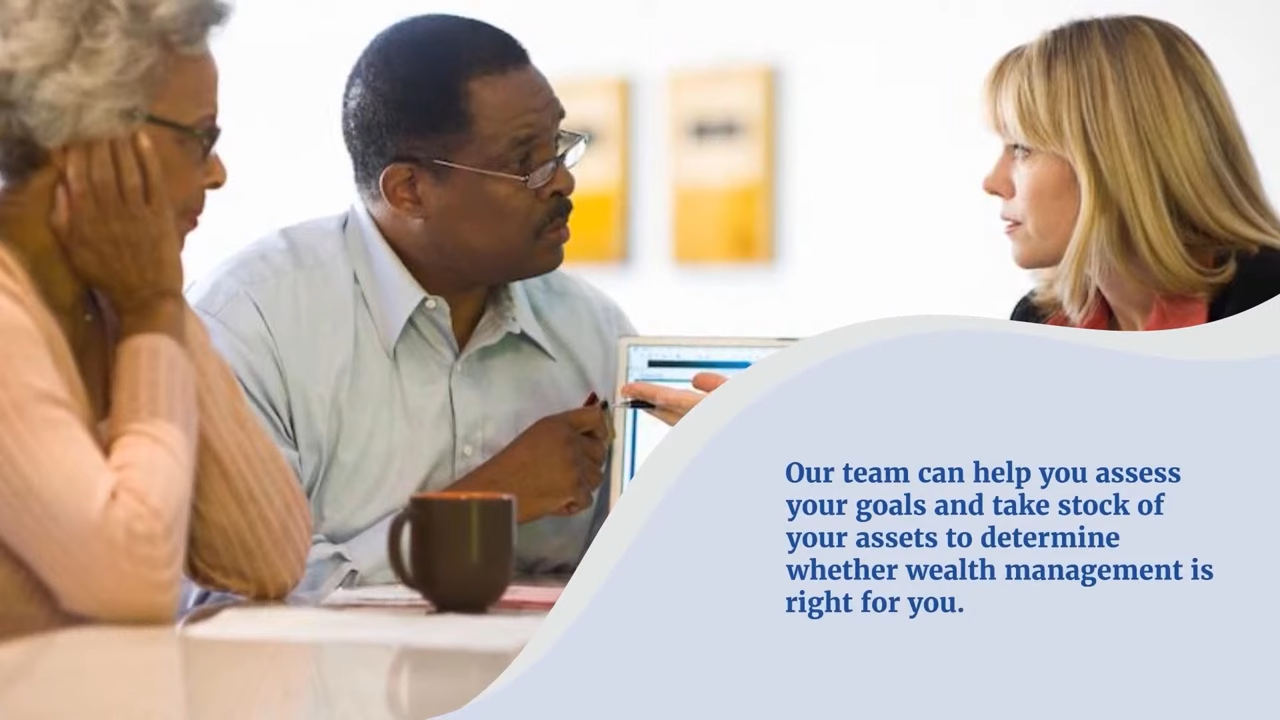 Our team can help you assess
your goals and take stock of
your assets to determine
whether wealth management is
right for you.